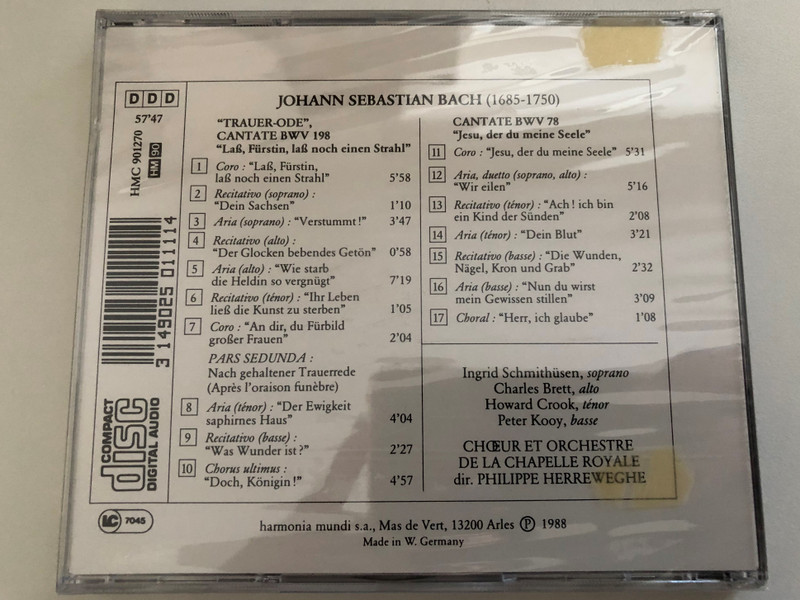 DDD
57'47
HMC 901270
HM 90
3 149025 011114
COMPACT
disc
DIGITAL AUDIO
LC 7045
JOHANN SEBASTIAN BACH (1685-1750)
“TRAUER-ODE”,
CANTATE BWV 198
“Laß, Fürstin, laß noch einen Strahl”
1 Coro : “Laß, Fürstin,
laß noch einen Strahl” 5'58
2 Recitativo (soprano) :
“Dein Sachsen” 1'10
3 Aria (soprano) : “Verstummt !” 3'47
4 Recitativo (alto) :
“Der Glocken bebendes Getön” 0'58
5 Aria (alto) : “Wie starb
die Heldin so vergnügt” 7'19
6 Recitativo (ténor) : “Ihr Leben
ließ die Kunst zu sterben” 1'05
7 Coro : “An dir, du Fürbild
großer Frauen” 2'04
PARS SEDUNDA :
Nach gehaltener Trauerrede
(Après l'oraison funèbre)
8 Aria (ténor) : “Der Ewigkeit
saphirnes Haus” 4'04
9 Recitativo (basse) :
“Was Wunder ist ?” 2'27
10 Chorus ultimus :
“Doch, Königin !” 4'57
CANTATE BWV 78
“Jesu, der du meine Seele”
11 Coro : “Jesu, der du meine Seele” 5'31
12 Aria, duetto (soprano, alto) :
“Wir eilen” 5'16
13 Recitativo (ténor) : “Ach ! ich bin
ein Kind der Sünden” 2'08
14 Aria (ténor) : “Dein Blut” 3'21
15 Recitativo (basse) : “Die Wunden,
Nägel, Kron und Grab” 2'32
16 Aria (basse) : “Nun du wirst
mein Gewissen stillen” 3'09
17 Choral : “Herr, ich glaube” 1'08
Ingrid Schmithüsen, soprano
Charles Brett, alto
Howard Crook, ténor
Peter Kooy, basse
CHŒUR ET ORCHESTRE
DE LA CHAPELLE ROYALE
dir. PHILIPPE HERREWEGHE
harmonia mundi s.a., Mas de Vert, 13200 Arles Ⓟ 1988
Made in W. Germany